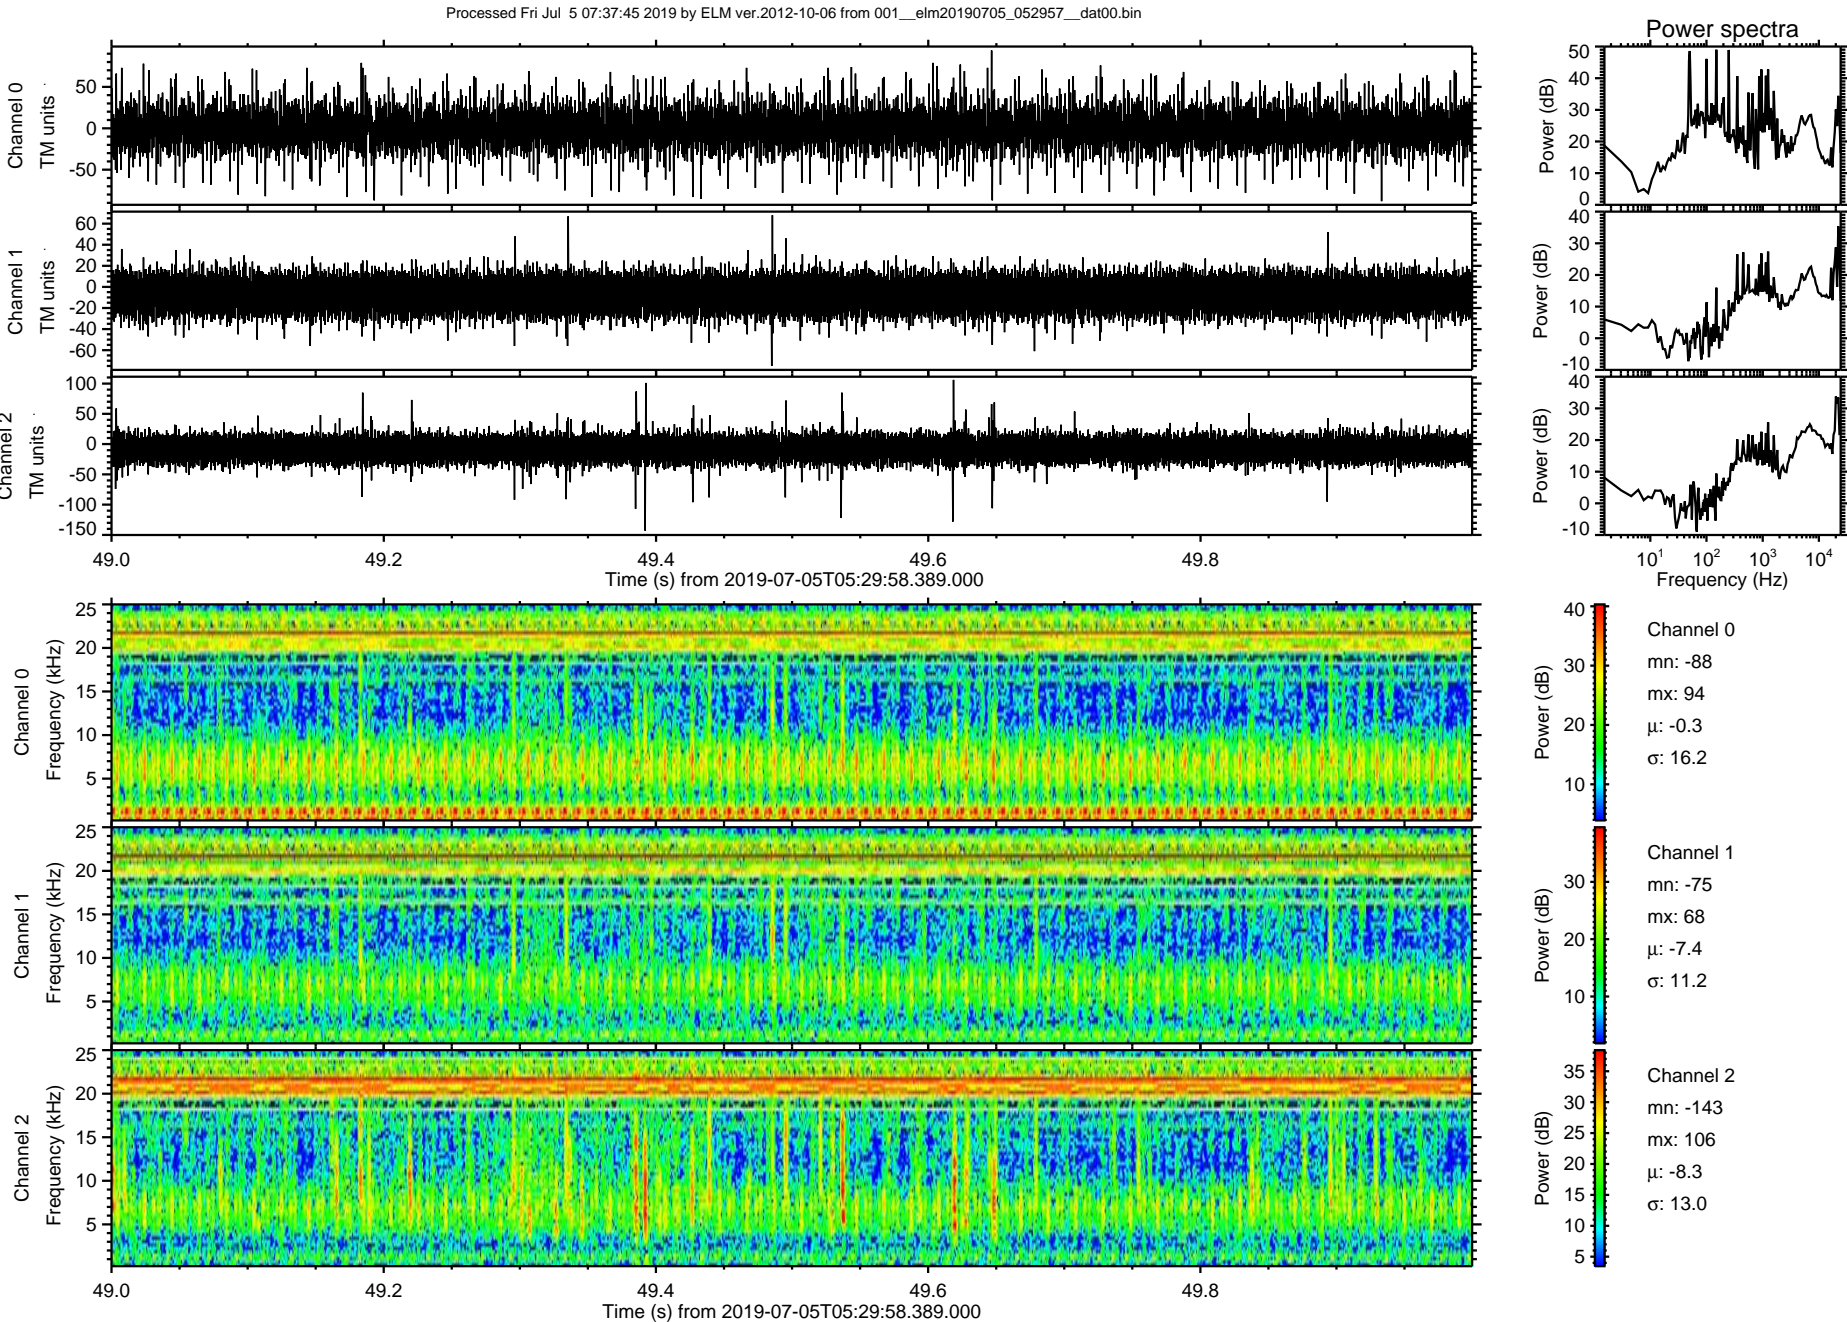 Processed Fri Jul  5 07:37:45 2019 by ELM ver.2012-10-06 from 001__elm20190705_052957__dat00.bin
Power spectra
Channel 0
TM units
50
0
-50
Power (dB)
50
40
30
20
10
0
Channel 1
TM units
60
40
20
0
-20
-40
-60
Power (dB)
40
30
20
10
0
-10
Channel 2
TM units
100
50
0
-50
-100
-150
Power (dB)
40
30
20
10
0
-10
49.0 49.2 49.4 49.6 49.8
Time (s) from 2019-07-05T05:29:58.389.000
10¹ 10² 10³ 10⁴
Frequency (Hz)
Channel 0
Frequency (kHz)
25
20
15
10
5
Power (dB)
40
30
20
10
Channel 0
mn: -88
mx: 94
μ: -0.3
σ: 16.2
Channel 1
Frequency (kHz)
25
20
15
10
5
Power (dB)
30
20
10
Channel 1
mn: -75
mx: 68
μ: -7.4
σ: 11.2
Channel 2
Frequency (kHz)
25
20
15
10
5
Power (dB)
35
30
25
20
15
10
5
Channel 2
mn: -143
mx: 106
μ: -8.3
σ: 13.0
49.0 49.2 49.4 49.6 49.8
Time (s) from 2019-07-05T05:29:58.389.000